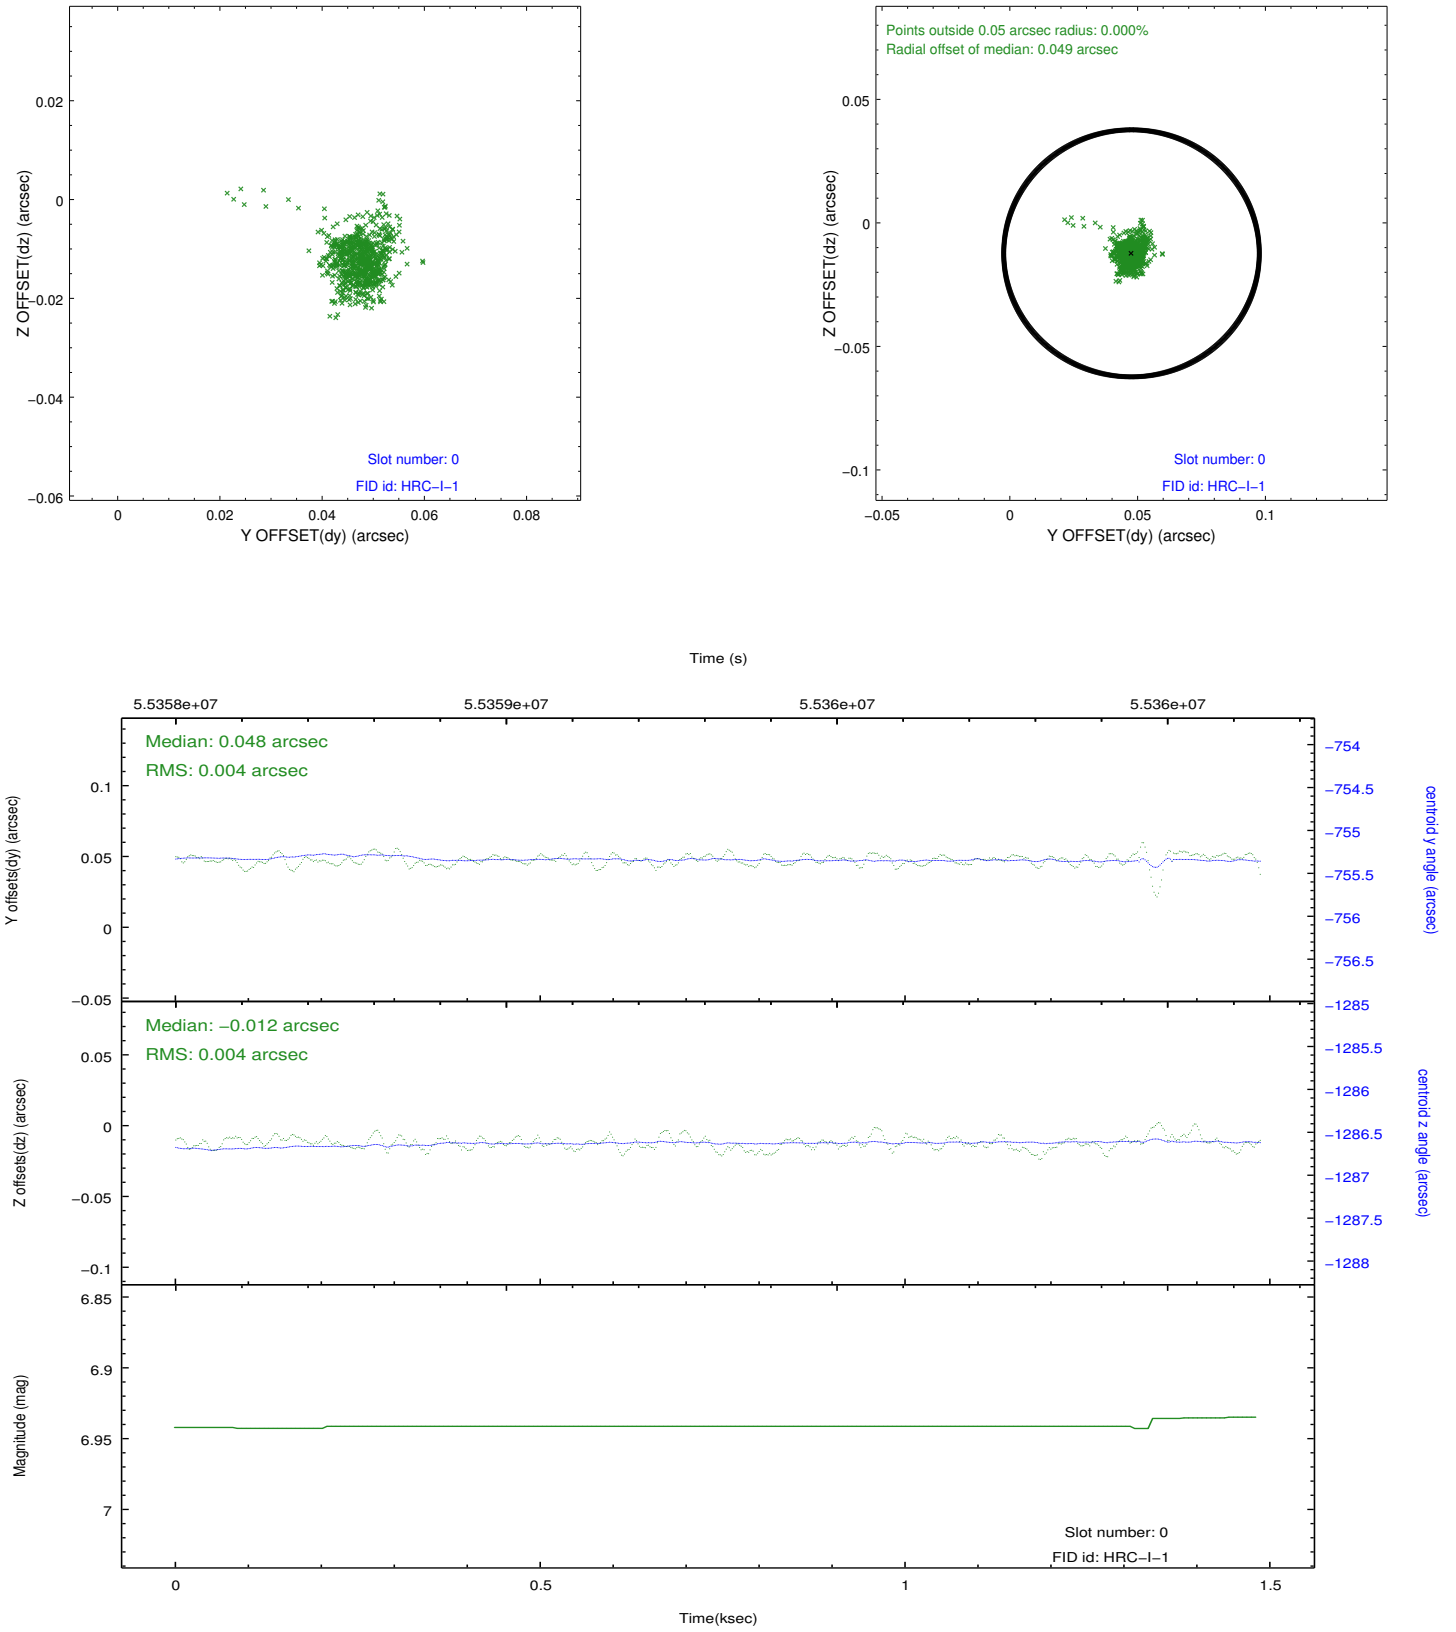 0.02
0
−0.02
−0.04
−0.06
Z OFFSET(dz) (arcsec)
Slot number: 0
FID id: HRC−I−1
0
0.02
0.04
0.06
0.08
Y OFFSET(dy) (arcsec)
Points outside 0.05 arcsec radius: 0.000%
Radial offset of median: 0.049 arcsec
0.05
0
−0.05
−0.1
Z OFFSET(dz) (arcsec)
Slot number: 0
FID id: HRC−I−1
−0.05
0
0.05
0.1
Y OFFSET(dy) (arcsec)
Time (s)
5.5358e+07
5.5359e+07
5.536e+07
5.536e+07
Median: 0.048 arcsec
RMS: 0.004 arcsec
0.1
0.05
0
−0.05
Y offsets(dy) (arcsec)
−754
−754.5
−755
−755.5
−756
−756.5
centroid y angle (arcsec)
Median: −0.012 arcsec
RMS: 0.004 arcsec
0.05
0
−0.05
−0.1
Z offsets(dz) (arcsec)
−1285
−1285.5
−1286
−1286.5
−1287
−1287.5
−1288
centroid z angle (arcsec)
6.85
6.9
6.95
7
Magnitude (mag)
Slot number: 0
FID id: HRC−I−1
0
0.5
1
1.5
Time(ksec)